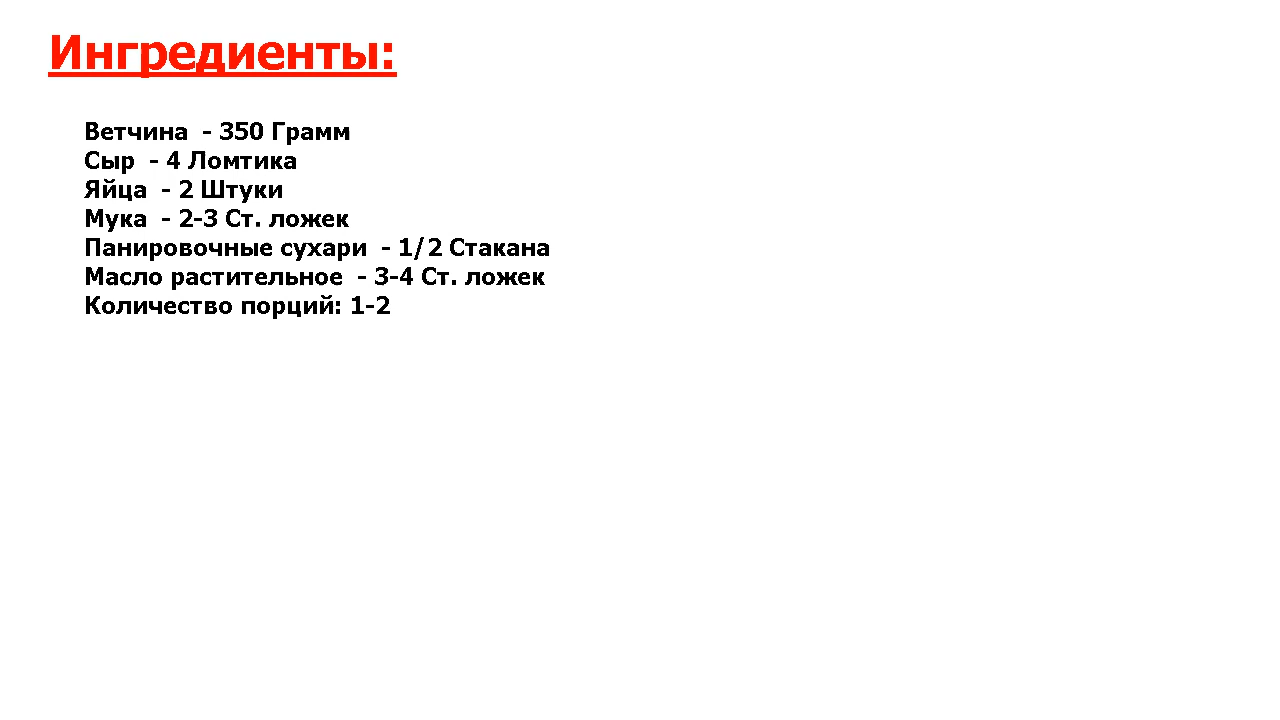 Ингредиенты:
Ветчина  - 350 Грамм
Сыр  - 4 Ломтика
Яйца  - 2 Штуки
Мука  - 2-3 Ст. ложек
Панировочные сухари  - 1/2 Стакана
Масло растительное  - 3-4 Ст. ложек
Количество порций: 1-2